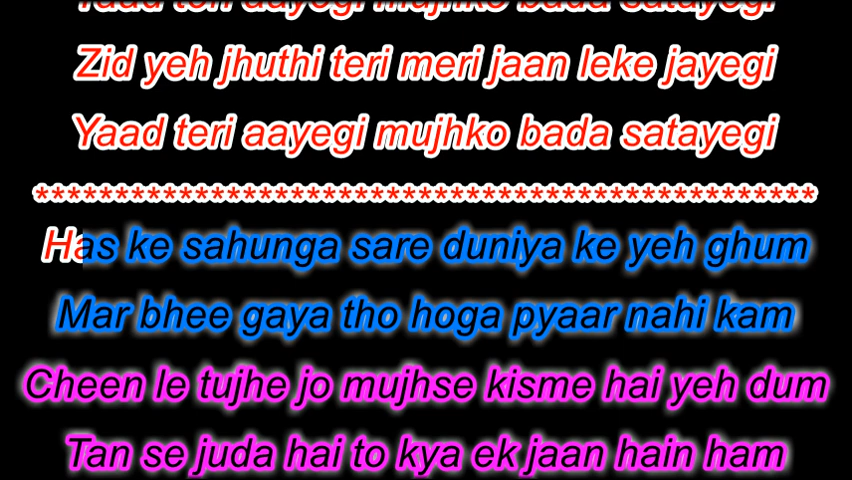 Yaad teri aayegi mujhko bada satayegi
Zid yeh jhuthi teri meri jaan leke jayegi
Yaad teri aayegi mujhko bada satayegi
*************************************************
Has ke sahunga sare duniya ke yeh ghum
Mar bhee gaya tho hoga pyaar nahi kam
Cheen le tujhe jo mujhse kisme hai yeh dum
Tan se juda hai to kya ek jaan hain ham